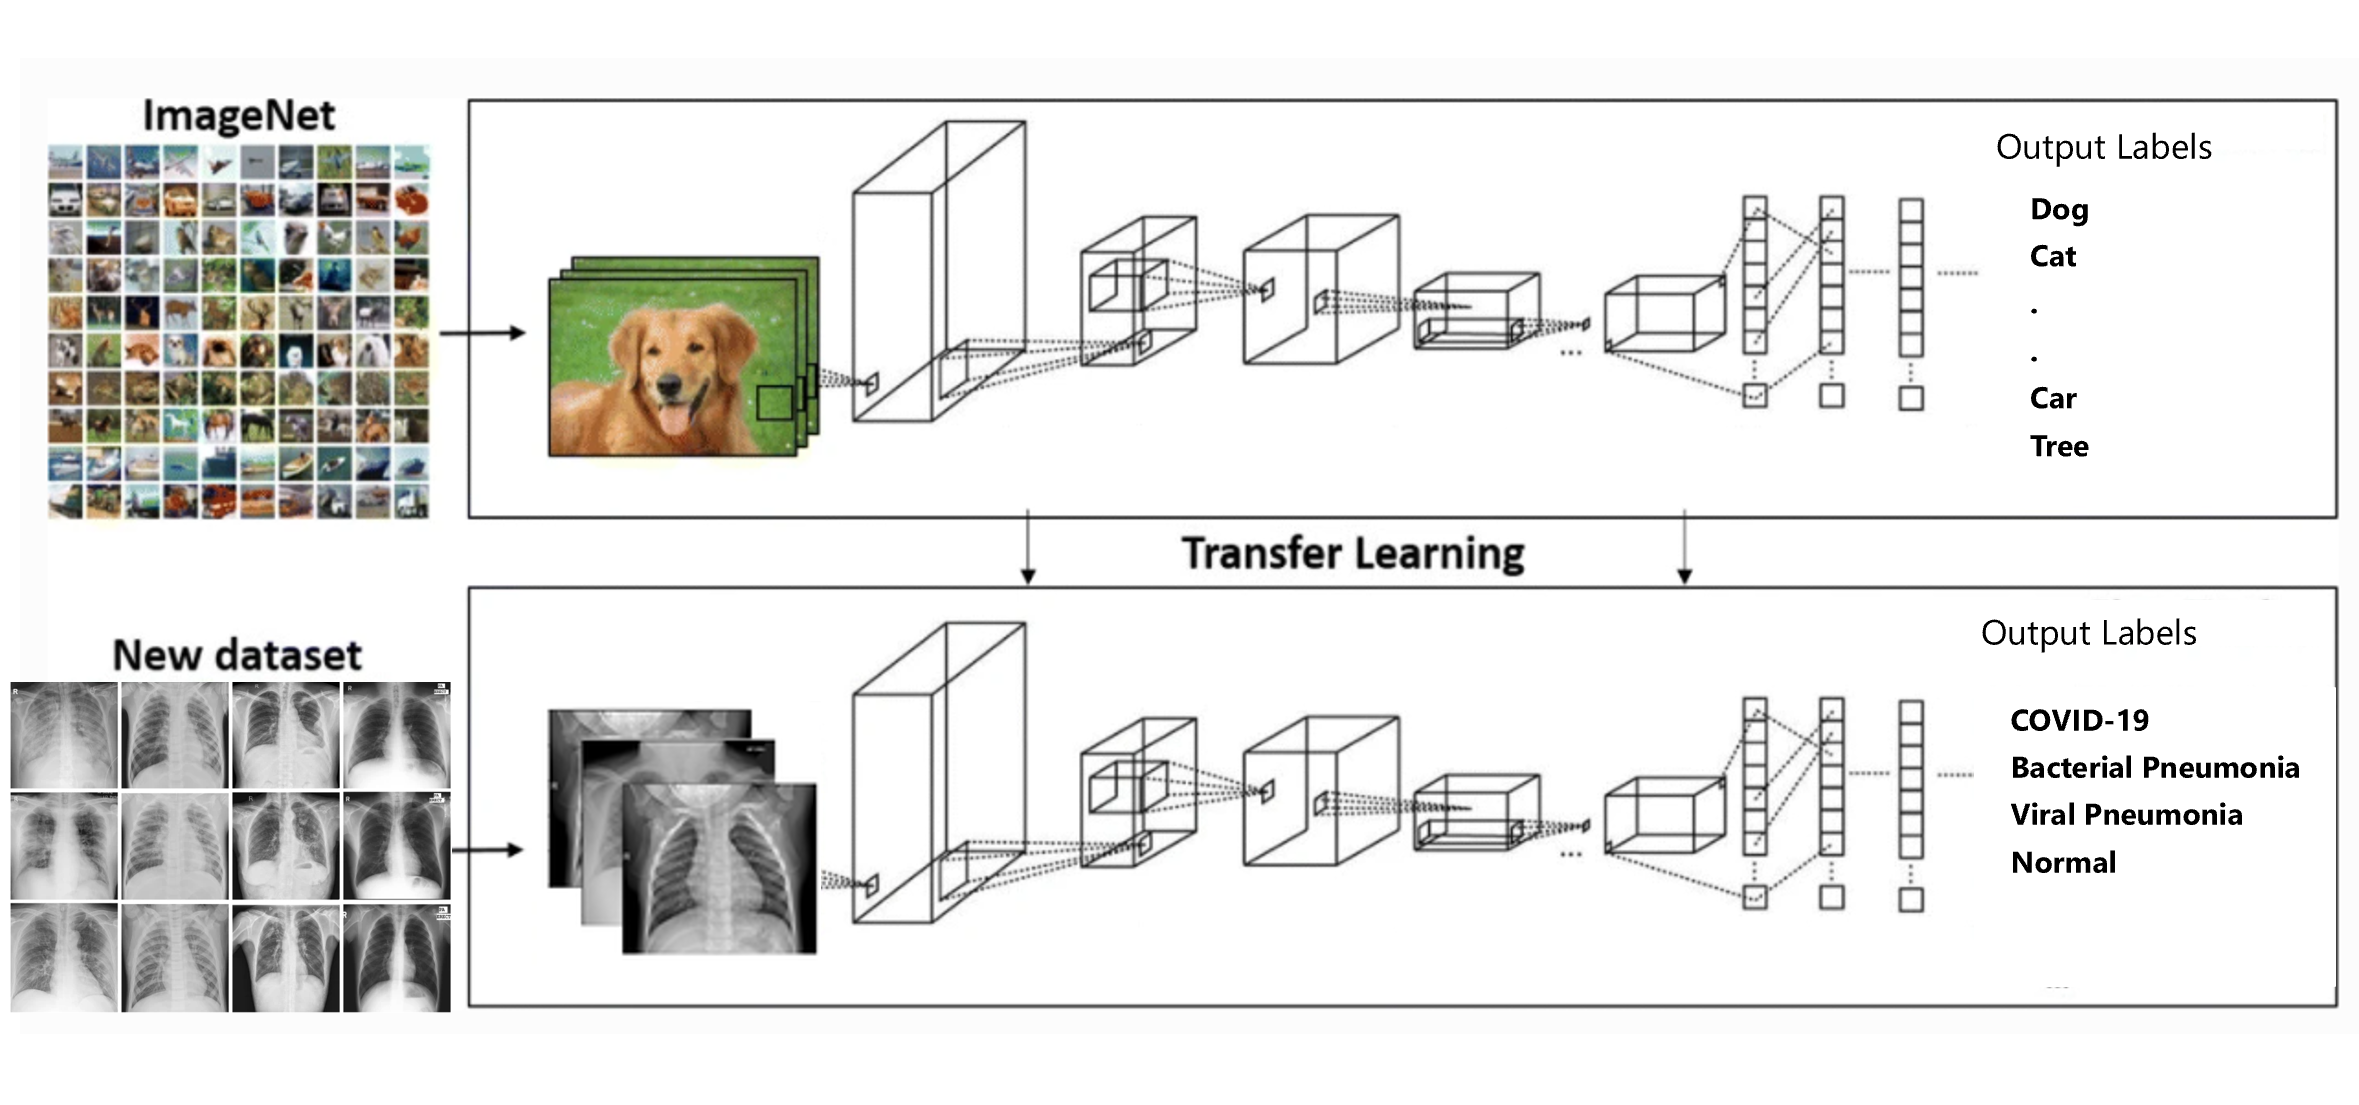 ImageNet
Output Labels
Dog
Cat
.
.
Car
Tree
...
Transfer Learning
New dataset
Output Labels
COVID-19
Bacterial Pneumonia
Viral Pneumonia
Normal
...
R
R
R
R
R